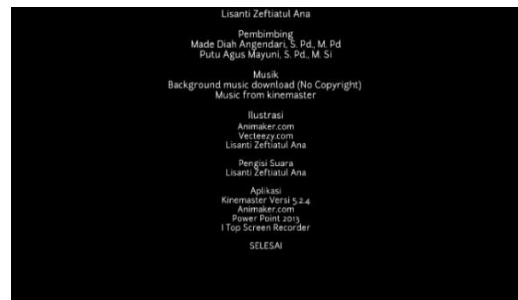 Lisanti Zeftiatul Ana
Pembimbing
Made Diah Angendari, S. Pd., M. Pd
Putu Agus Mayuni, S. Pd., M. Si
Musik
Background music download (No Copyright)
Music from kinemaster
Ilustrasi
Animaker.com
Vecteezy.com
Lisanti Zeftiatul Ana
Pengisi Suara
Lisanti Zeftiatul Ana
Aplikasi
Kinemaster Versi 5.2.4
Animaker.com
Power Point 2013
I Top Screen Recorder
SELESAI